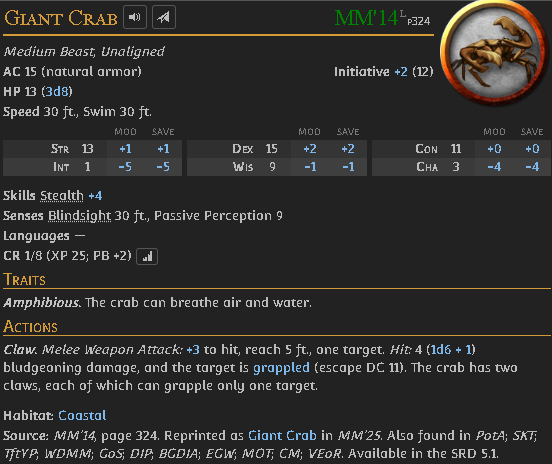 GIANT CRAB MM'14 L P324
Medium Beast, Unaligned
AC 15 (natural armor) Initiative +2 (12)
HP 13 (3d8)
Speed 30 ft., Swim 30 ft.
MOD SAVE MOD SAVE MOD SAVE
STR 13 +1 +1 DEX 15 +2 +2 CON 11 +0 +0
INT 1 −5 −5 WIS 9 −1 −1 CHA 3 −4 −4
Skills Stealth +4
Senses Blindsight 30 ft., Passive Perception 9
Languages —
CR 1/8 (XP 25; PB +2)
TRAITS
Amphibious. The crab can breathe air and water.
ACTIONS
Claw. Melee Weapon Attack: +3 to hit, reach 5 ft., one target. Hit: 4 (1d6 + 1)
bludgeoning damage, and the target is grappled (escape DC 11). The crab has two
claws, each of which can grapple only one target.
Habitat: Coastal
Source: MM'14, page 324. Reprinted as Giant Crab in MM'25. Also found in PotA; SKT;
TftYP; WDMM; GoS; DIP; BGDIA; EGW; MOT; CM; VEoR. Available in the SRD 5.1.